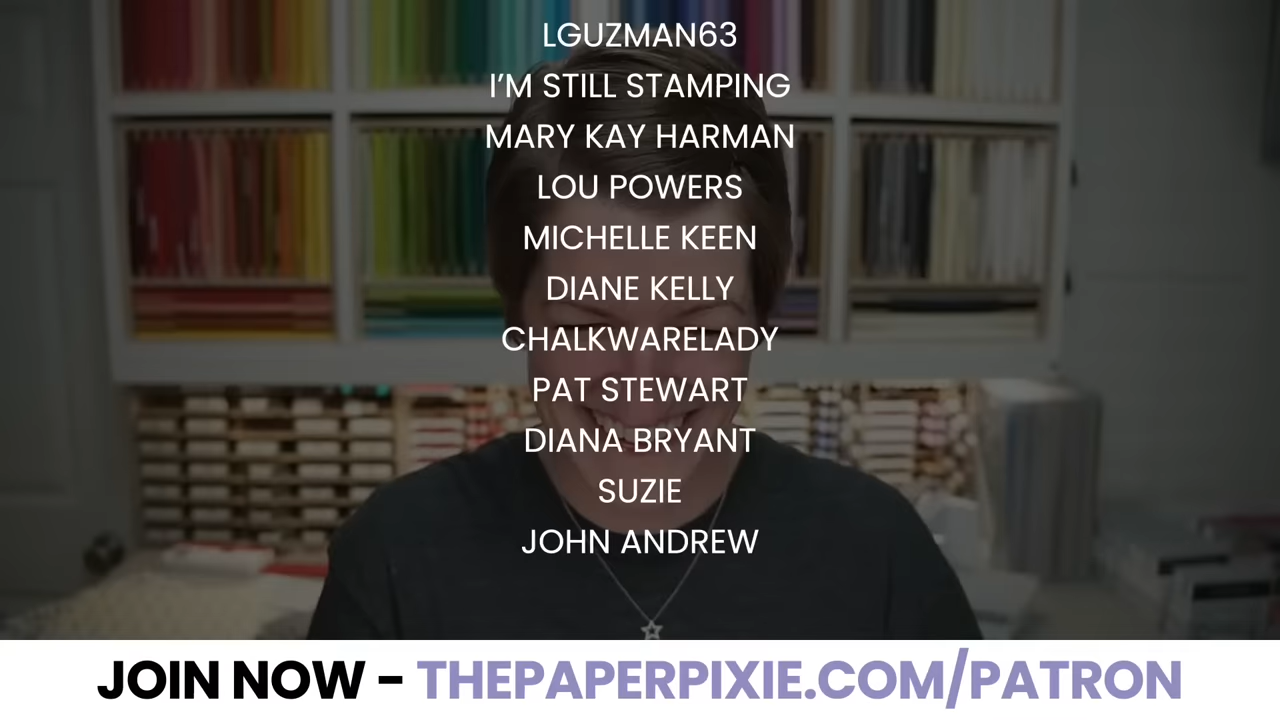 LGUZMAN63
I'M STILL STAMPING
MARY KAY HARMAN
LOU POWERS
MICHELLE KEEN
DIANE KELLY
CHALKWARELADY
PAT STEWART
DIANA BRYANT
SUZIE
JOHN ANDREW
JOIN NOW - THEPAPERPIXIE.COM/PATRON